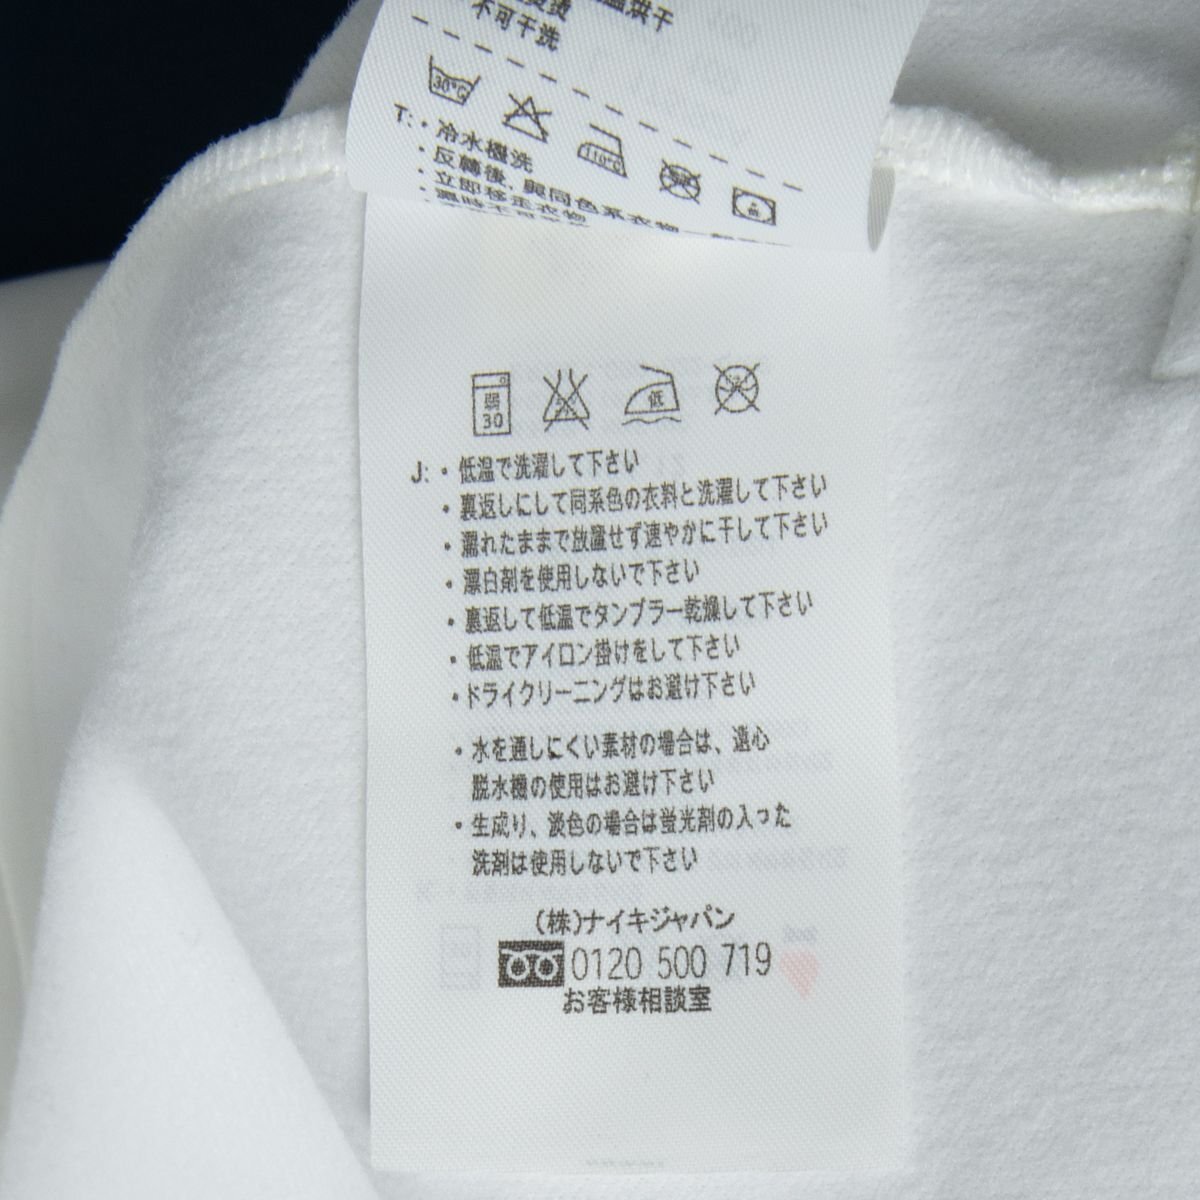 不可干洗
30°C
110°C
T: ・冷水機洗
・反轉後,與同色系衣物一
・立即移走衣物
弱
30
低
J: ・低温で洗濯して下さい
・裏返しにして同系色の衣料と洗濯して下さい
・濡れたままで放置せず速やかに干して下さい
・漂白剤を使用しないで下さい
・裏返して低温でタンブラー乾燥して下さい
・低温でアイロン掛けをして下さい
・ドライクリーニングはお避け下さい
・水を通しにくい素材の場合は、遠心
脱水機の使用はお避け下さい
・生成り、淡色の場合は蛍光剤の入った
洗剤は使用しないで下さい
(株)ナイキジャパン
0120 500 719
お客様相談室